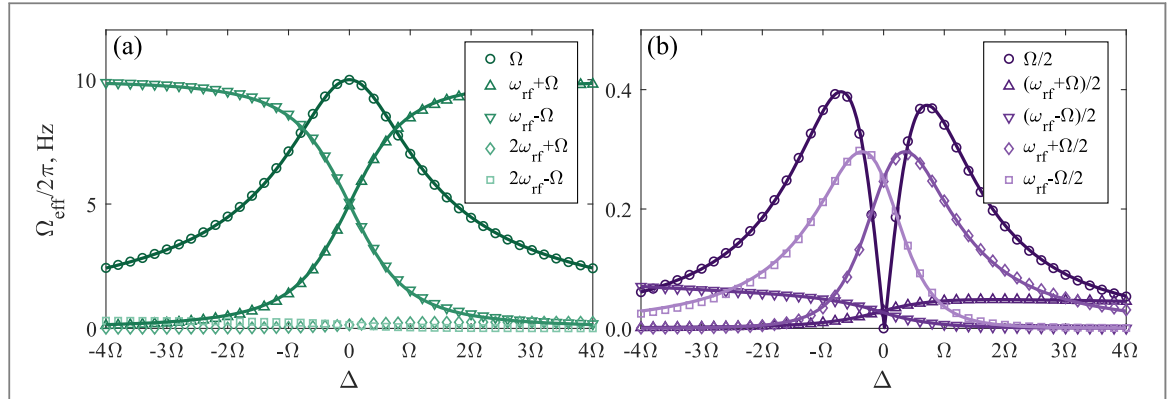 (a)
Ω
ω_rf+Ω
ω_rf-Ω
2ω_rf+Ω
2ω_rf-Ω
10
5
0
Ω_eff/2π, Hz
-4Ω -3Ω -2Ω -Ω 0 Ω 2Ω 3Ω 4Ω
Δ
(b)
Ω/2
(ω_rf+Ω)/2
(ω_rf-Ω)/2
ω_rf+Ω/2
ω_rf-Ω/2
0.4
0.2
0.0
-4Ω -3Ω -2Ω -Ω 0 Ω 2Ω 3Ω 4Ω
Δ